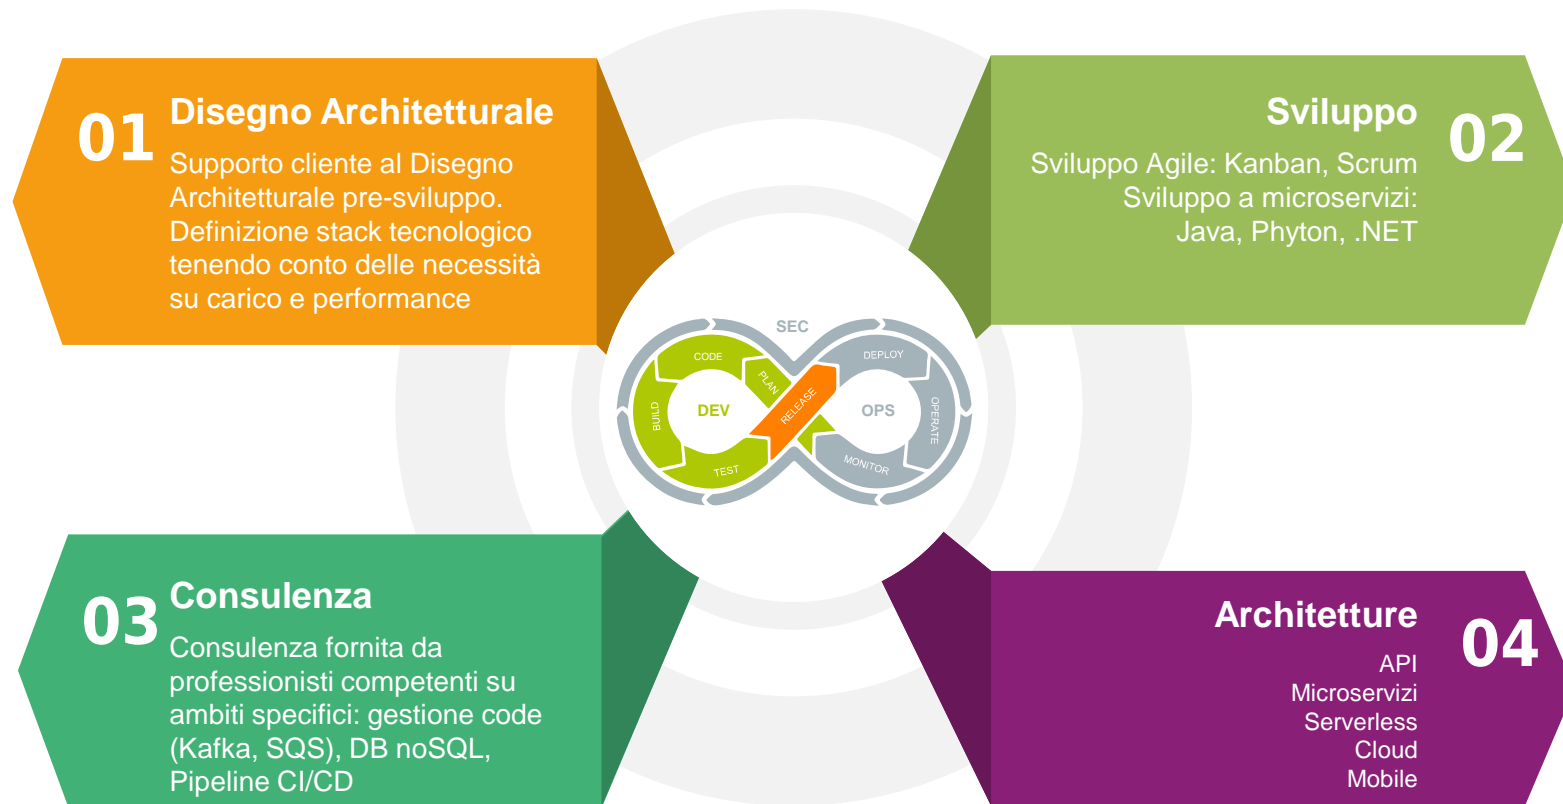 01
Disegno Architetturale
Supporto cliente al Disegno
Architetturale pre-sviluppo.
Definizione stack tecnologico
tenendo conto delle necessità
su carico e performance
Sviluppo
02
Sviluppo Agile: Kanban, Scrum
Sviluppo a microservizi:
Java, Phyton, .NET
SEC
CODE
PLAN
BUILD
DEV
TEST
RELEASE
DEPLOY
OPS
OPERATE
MONITOR
03
Consulenza
Consulenza fornita da
professionisti competenti su
ambiti specifici: gestione code
(Kafka, SQS), DB noSQL,
Pipeline CI/CD
Architetture
04
API
Microservizi
Serverless
Cloud
Mobile